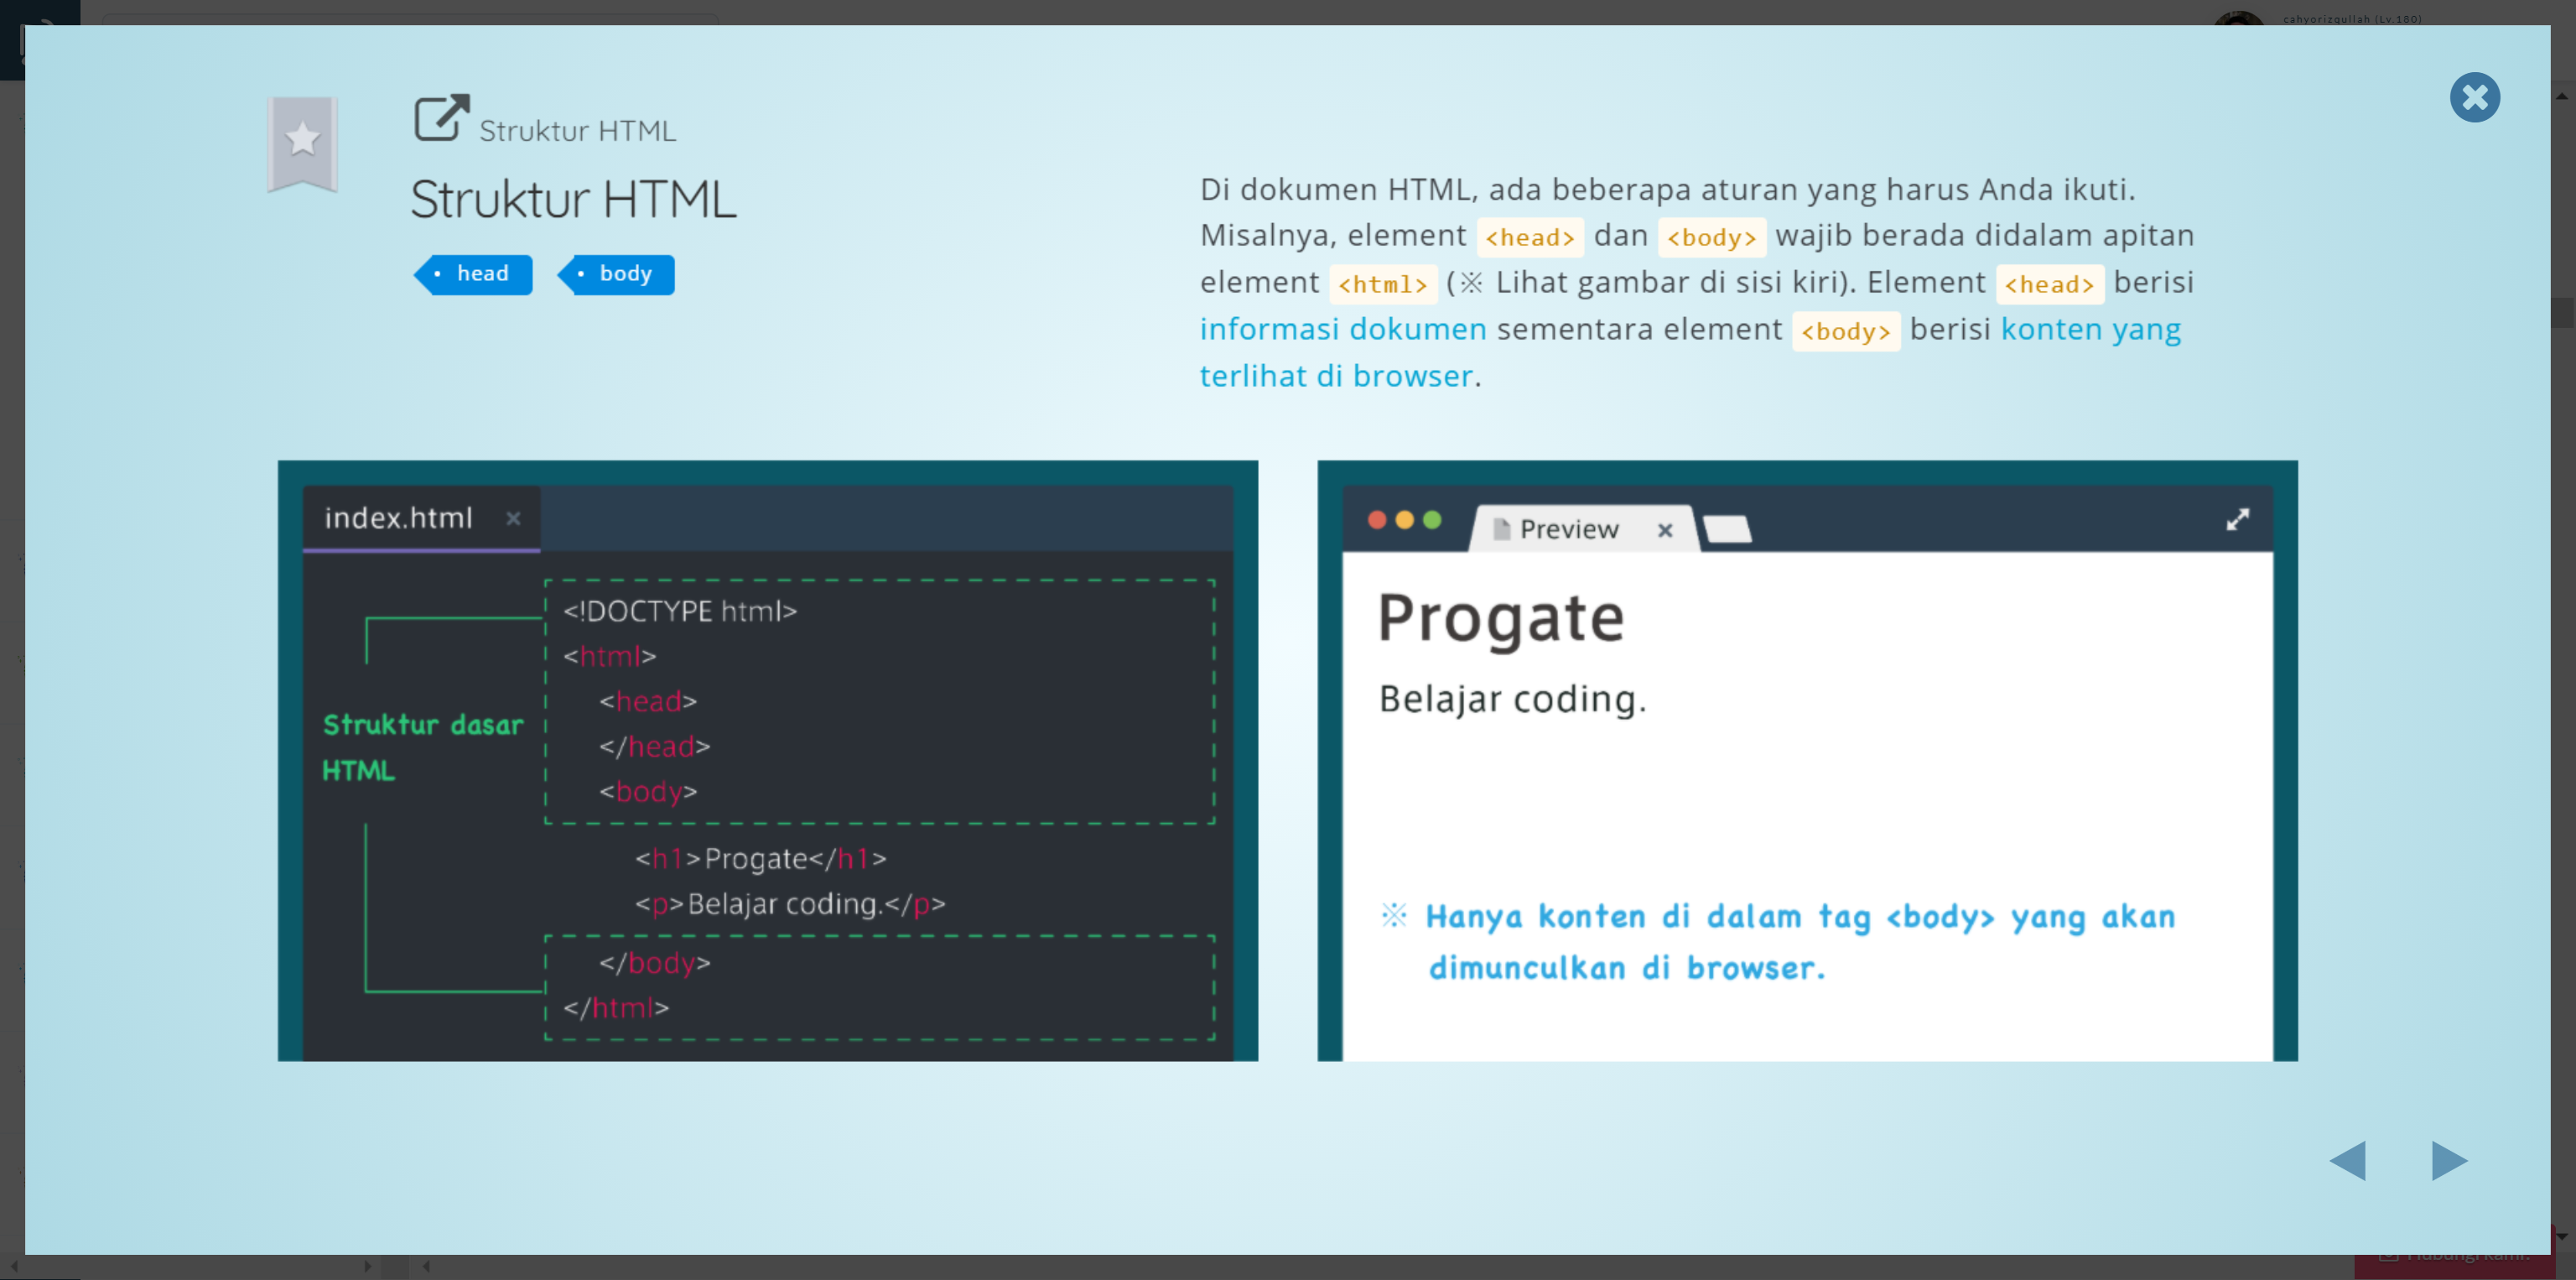 cahyorizqullah (Lv.180)
Struktur HTML
Struktur HTML
head
body
Di dokumen HTML, ada beberapa aturan yang harus Anda ikuti.
Misalnya, element <head> dan <body> wajib berada didalam apitan
element <html> (※ Lihat gambar di sisi kiri). Element <head> berisi
informasi dokumen sementara element <body> berisi konten yang
terlihat di browser.
index.html
<!DOCTYPE html>
<html>
<head>
</head>
<body>
Struktur dasar
HTML
<h1>Progate</h1>
<p>Belajar coding.</p>
</body>
</html>
Preview
Progate
Belajar coding.
※ Hanya konten di dalam tag <body> yang akan
dimunculkan di browser.
Hubungi kami.